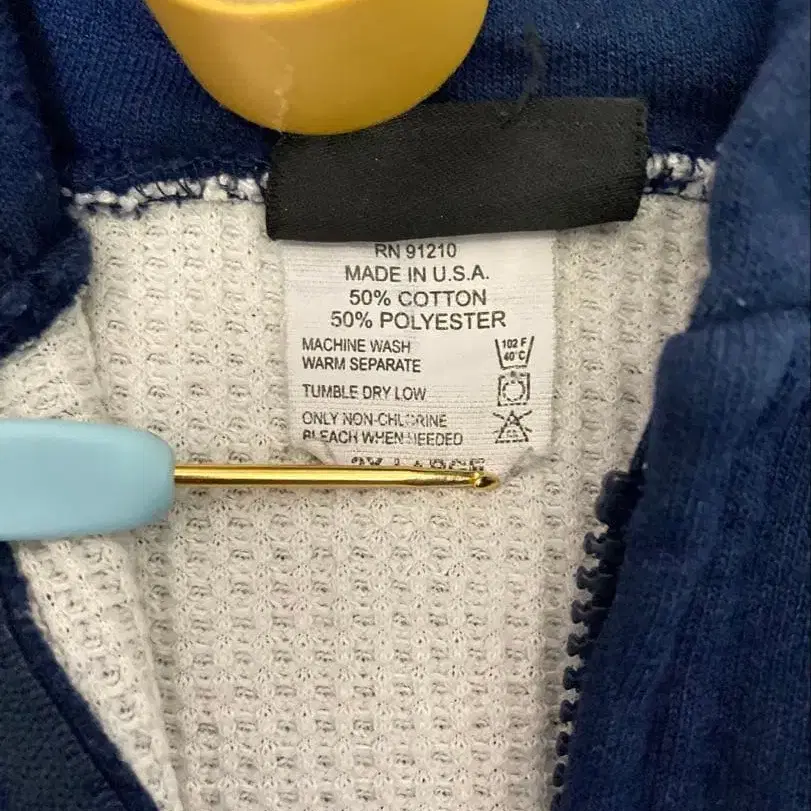 RN 91210
MADE IN U.S.A.
50% COTTON
50% POLYESTER
MACHINE WASH
WARM SEPARATE
102 F
40°C
TUMBLE DRY LOW
ONLY NON-CHLORINE
BLEACH WHEN NEEDED